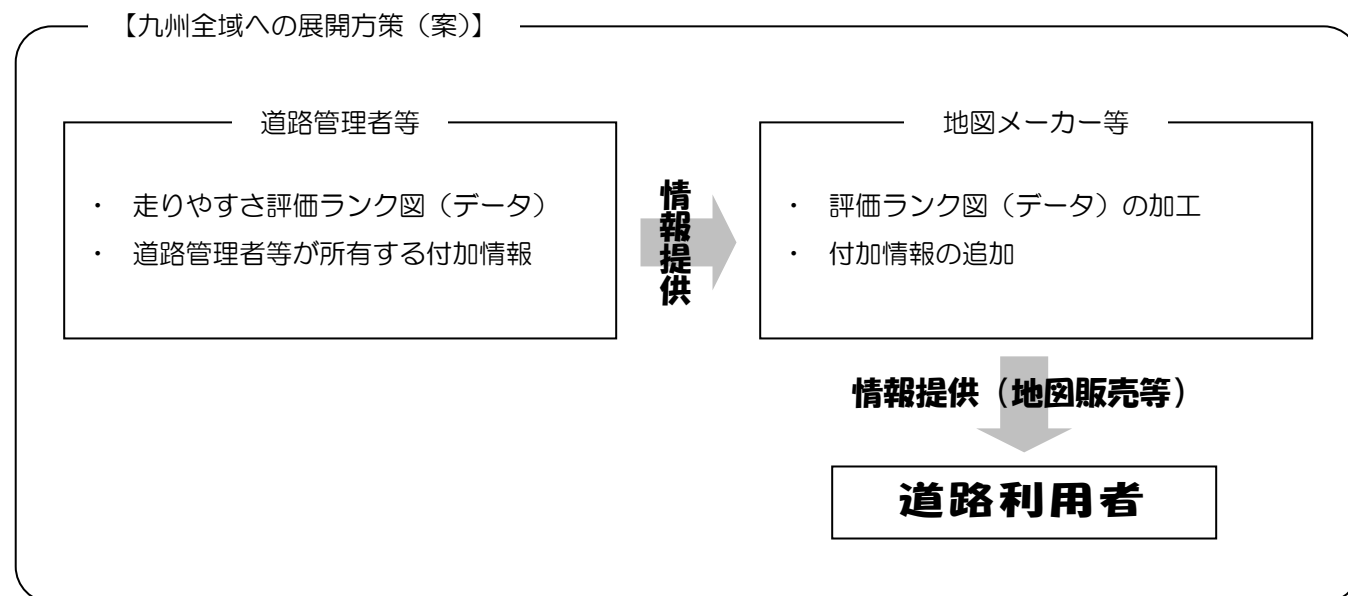 【九州全域への展開方策（案）】
道路管理者等
・ 走りやすさ評価ランク図（データ）
・ 道路管理者等が所有する付加情報
情報提供
地図メーカー等
・ 評価ランク図（データ）の加工
・ 付加情報の追加
情報提供（地図販売等）
道路利用者